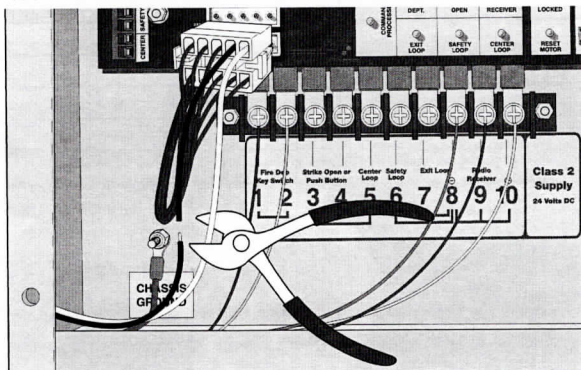 DEPT.
OPEN
RECEIVER
LOCKED
EXIT
LOOP
SAFETY
LOOP
CENTER
LOOP
RESET
MOTOR
CENTER
SAFETY
Key Switch
Strike Open or
Push Button
Center
Loop
Safety
Loop
Exit Loop
Radio
Receiver
1 2 3 4 5 6 7 8 9 10
Class 2
Supply
24 Volts DC
CHASSIS
GROUND